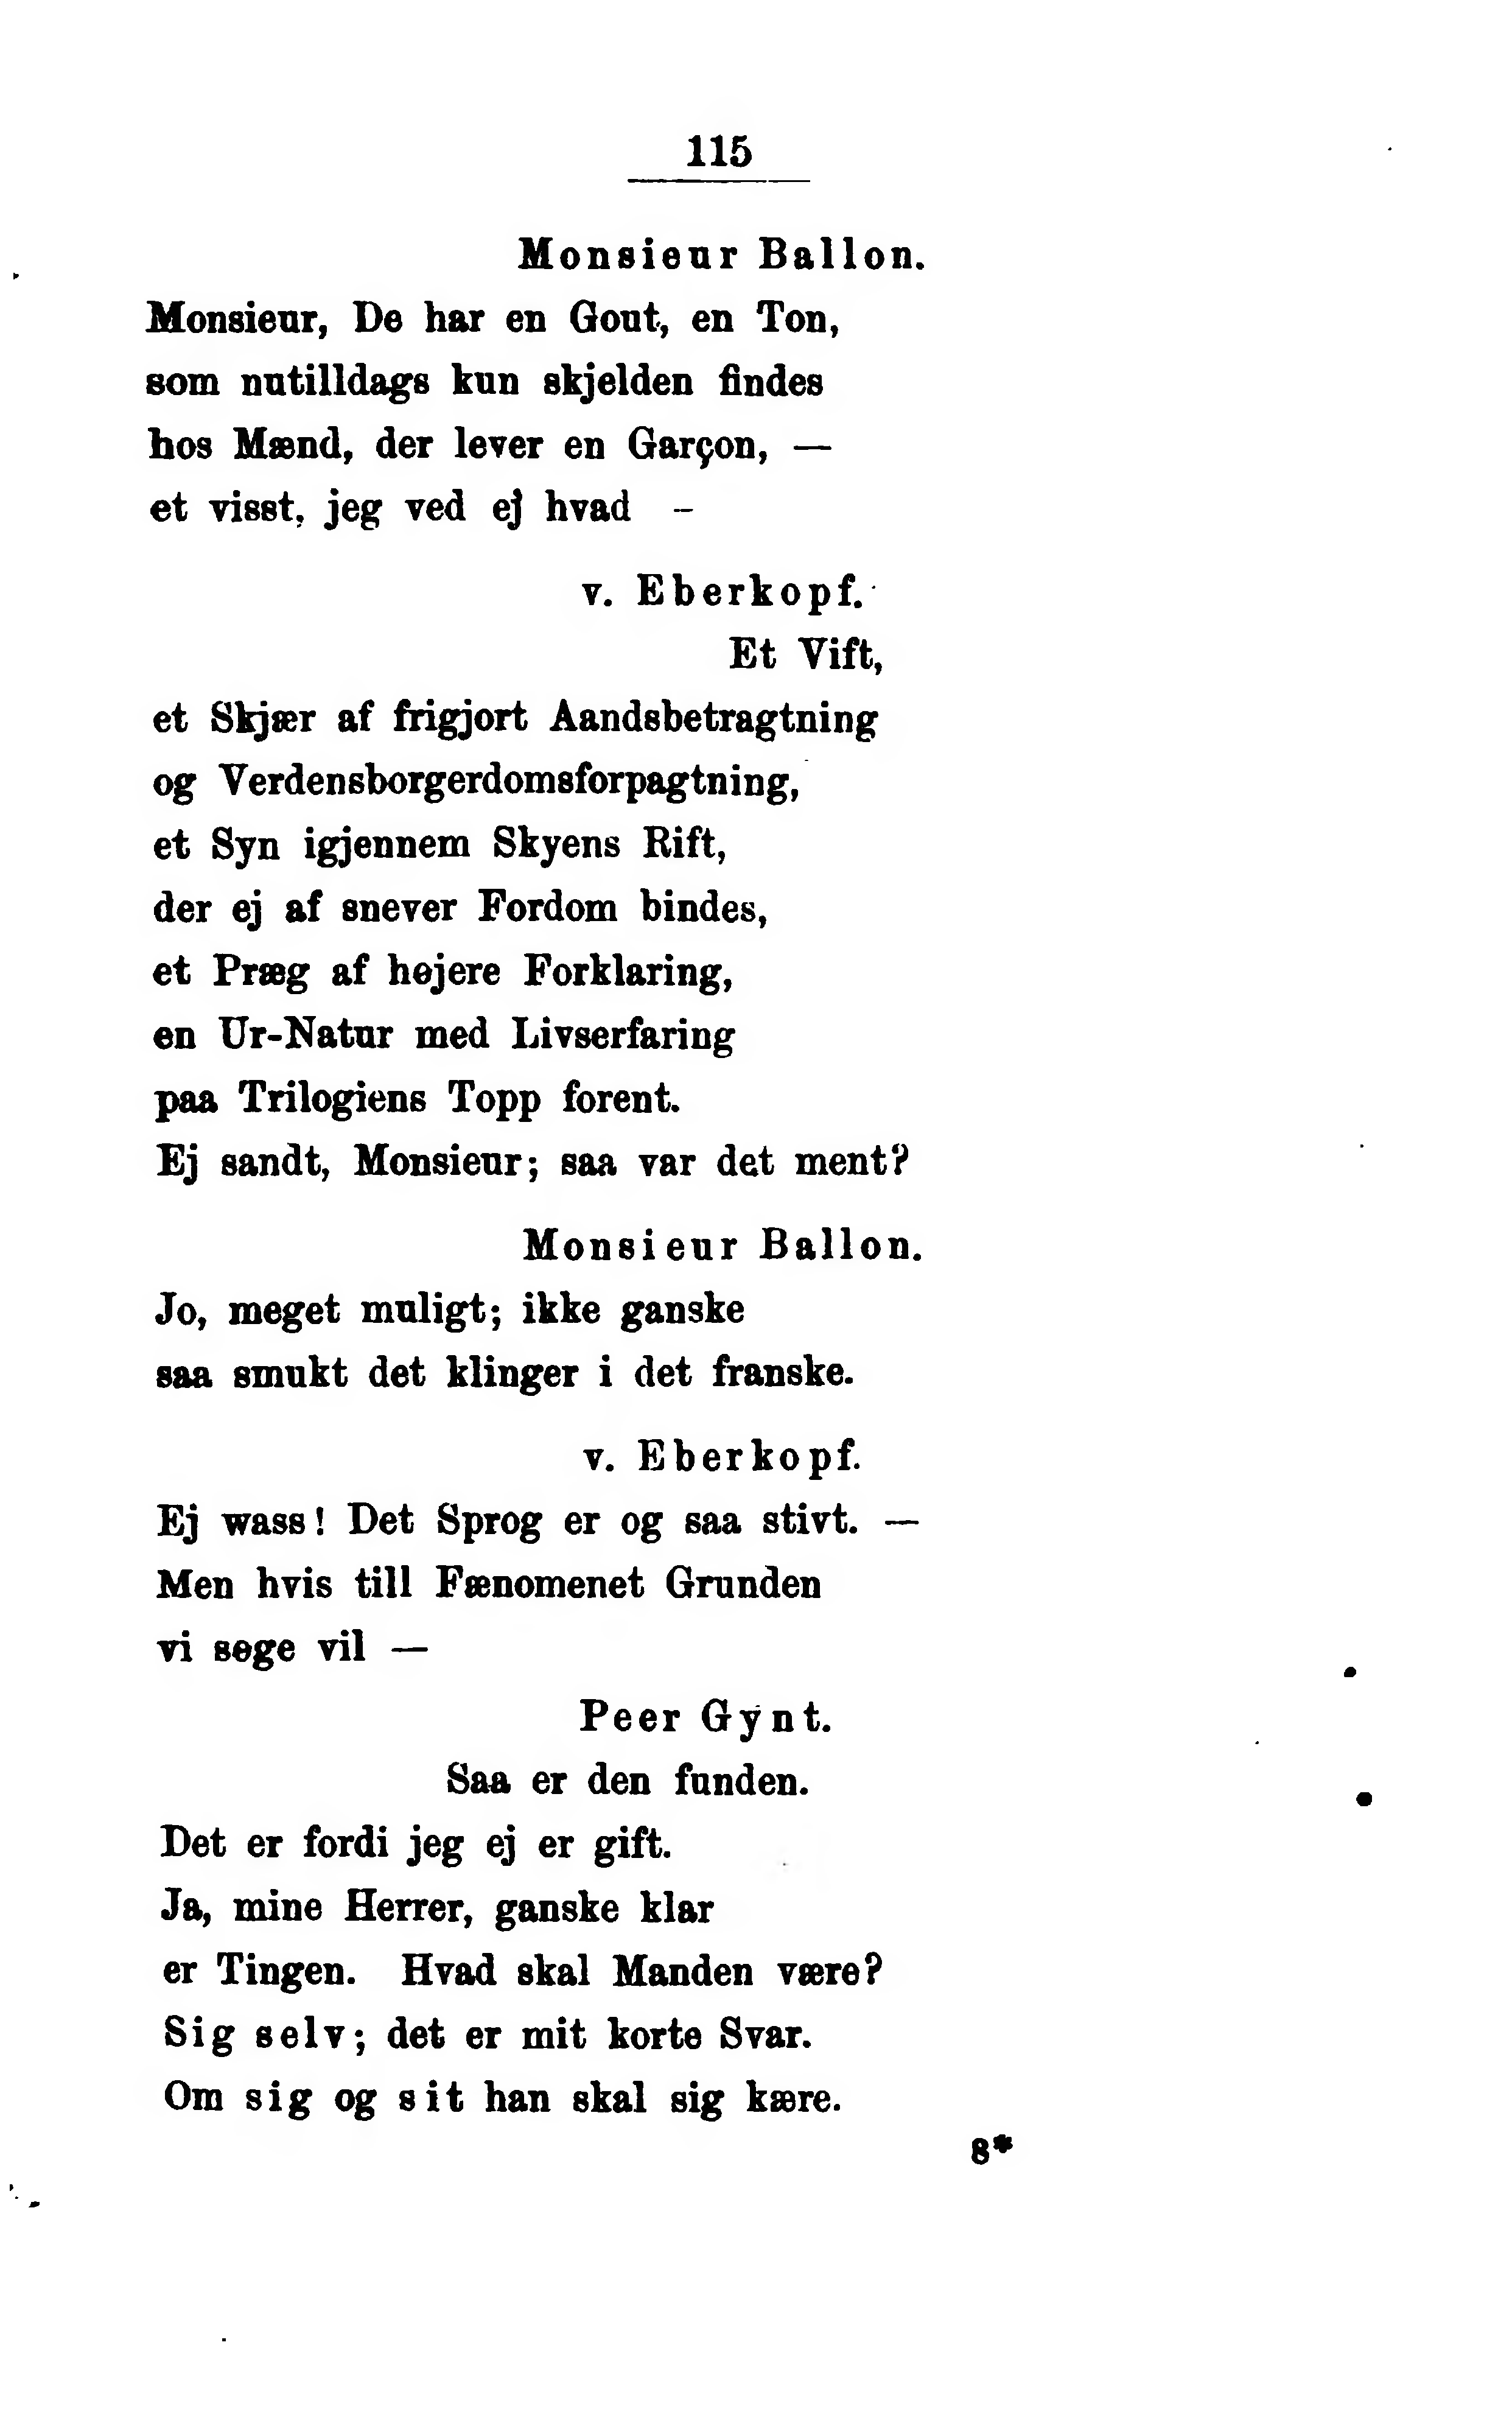 115
Monsieur Ballon.
Monsieur, De har en Gout, en Ton,
som nutilldags kun skjelden findes
hos Mænd, der lever en Garçon, —
et visst, jeg ved ej hvad –
v. Eberkopf.
Et Vift,
et Skjær af frigjort Aandsbetragtning
og Verdensborgerdomsforpagtning,
et Syn igjennem Skyens Rift,
der ej af snever Fordom bindes,
et Præg af højere Forklaring,
en Ur-Natur med Livserfaring
paa Trilogiens Topp forent.
Ej sandt, Monsieur; saa var det ment?
Monsieur Ballon.
Jo, meget muligt; ikke ganske
saa smukt det klinger i det franske.
v. Eberkopf.
Ej wass! Det Sprog er og saa stivt. —
Men hvis till Fænomenet Grunden
vi søge vil —
Peer Gynt.
Saa er den funden.
Det er fordi jeg ej er gift.
Ja, mine Herrer, ganske klar
er Tingen. Hvad skal Manden være?
Sig selv; det er mit korte Svar.
Om sig og sit han skal sig kære.
8*